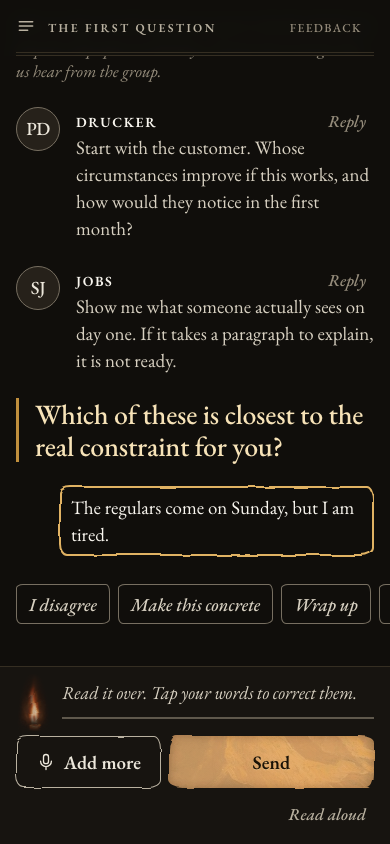 THE FIRST QUESTION
FEEDBACK
us hear from the group.
PD
DRUCKER
Reply
Start with the customer. Whose
circumstances improve if this works, and
how would they notice in the first
month?
SJ
JOBS
Reply
Show me what someone actually sees on
day one. If it takes a paragraph to explain,
it is not ready.
Which of these is closest to the
real constraint for you?
The regulars come on Sunday, but I am
tired.
I disagree
Make this concrete
Wrap up
Read it over. Tap your words to correct them.
Add more
Send
Read aloud